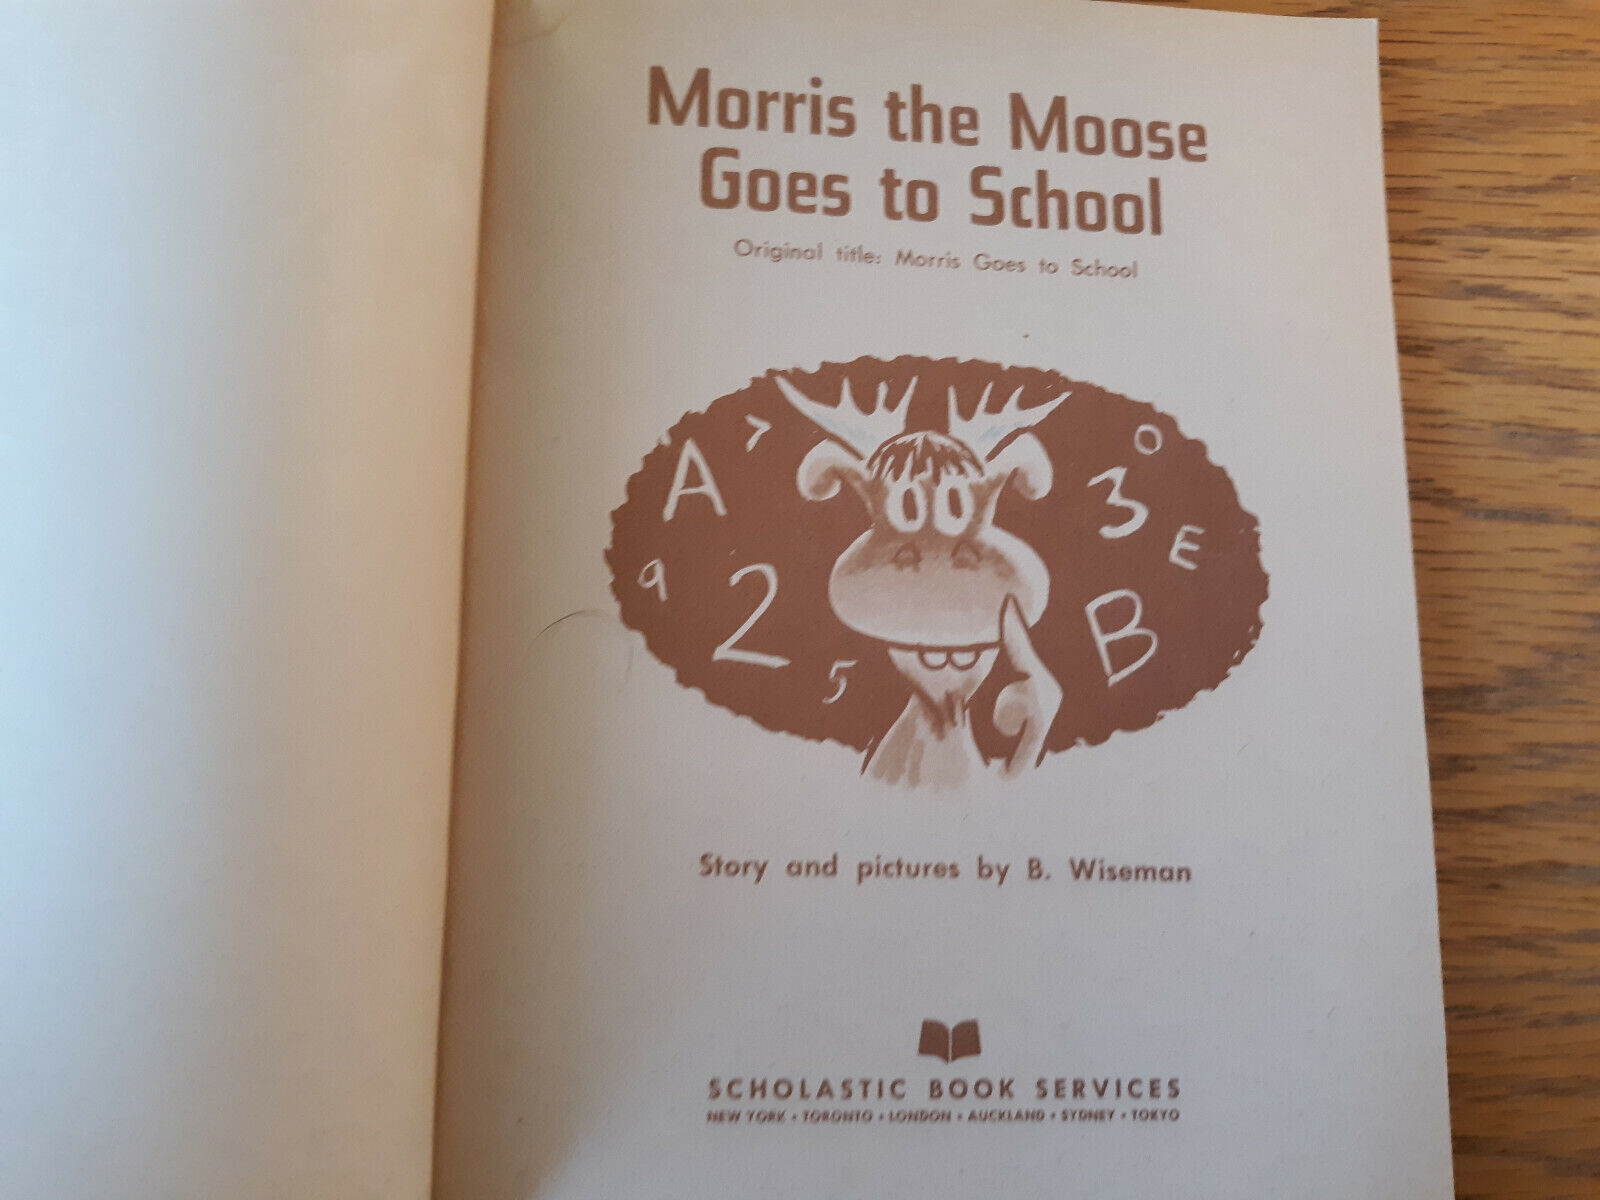 Morris the Moose
Goes to School
Original title: Morris Goes to School
A 7 O 3 E
9 2 5 B
Story and pictures by B. Wiseman
SCHOLASTIC BOOK SERVICES
NEW YORK • TORONTO • LONDON • AUCKLAND • SYDNEY • TOKYO